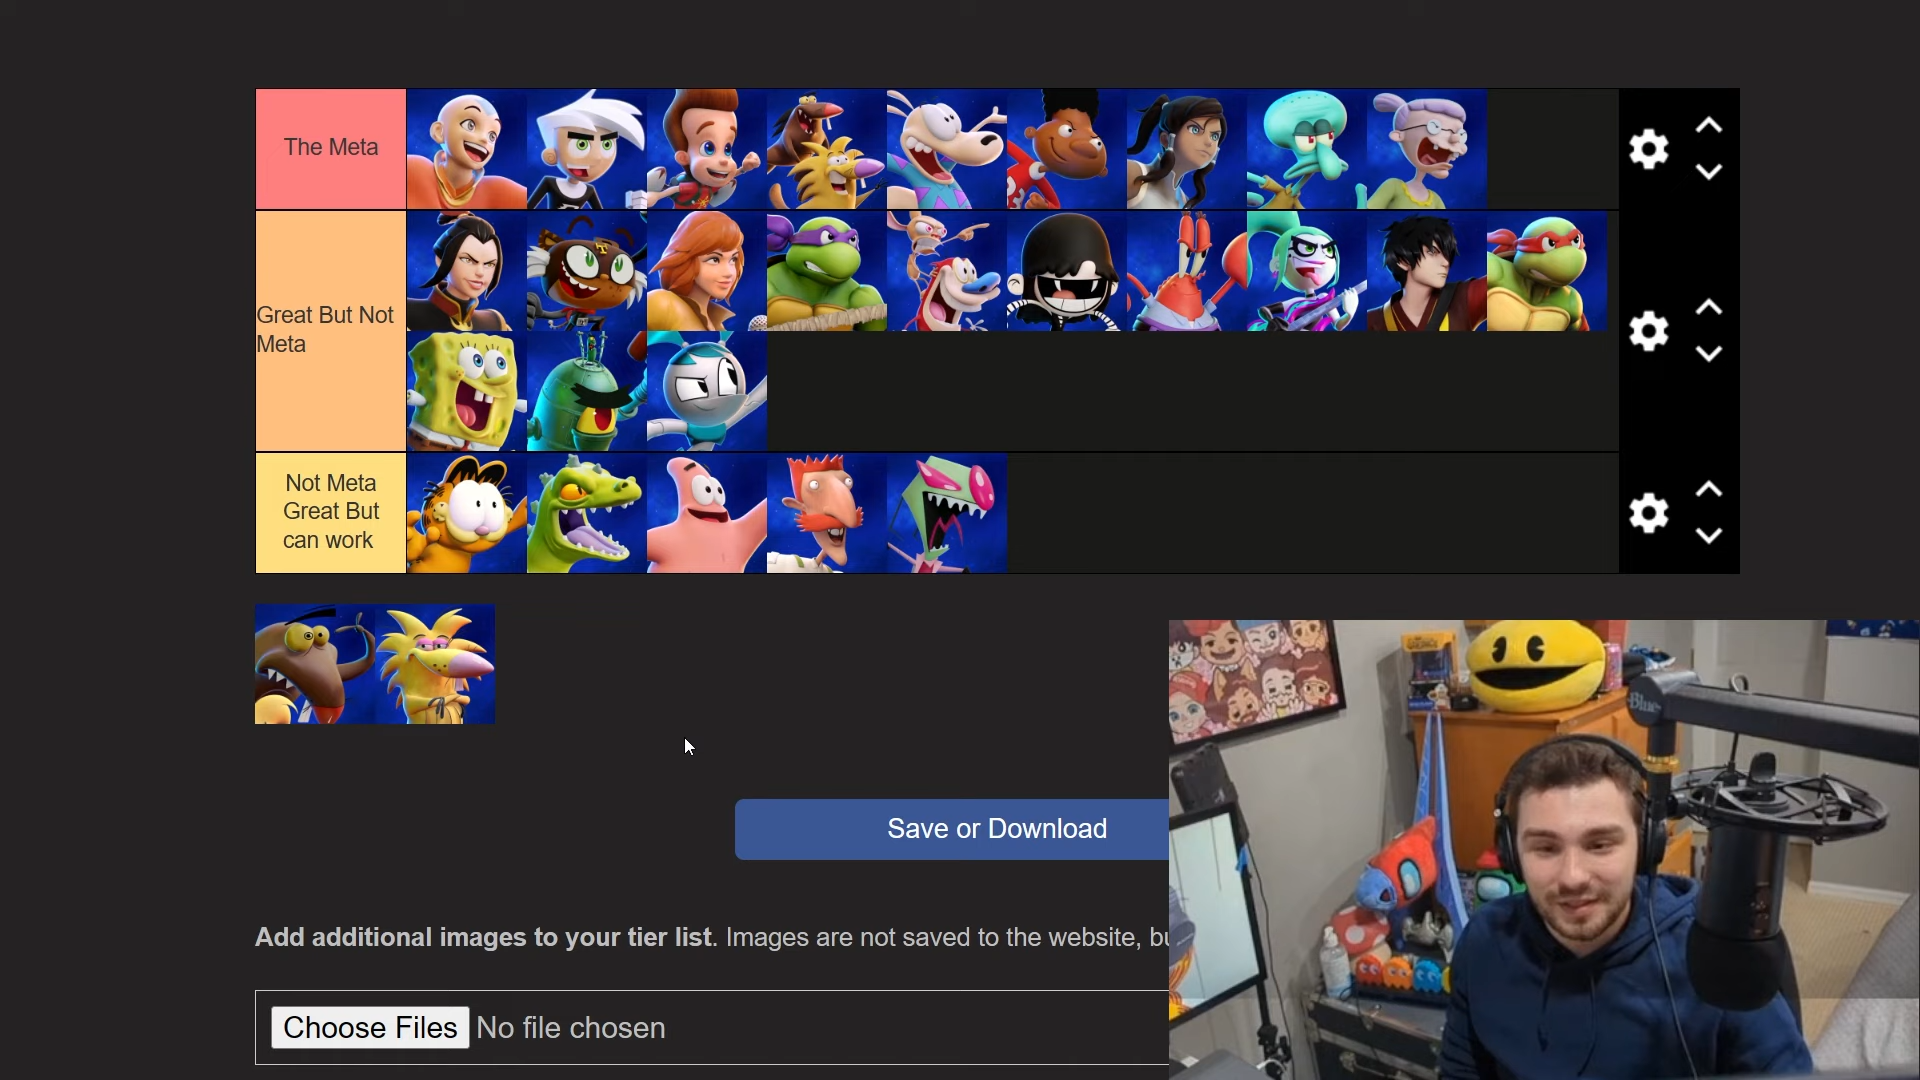 The Meta
Great But Not
Meta
Not Meta
Great But
can work
Save or Download
Add additional images to your tier list. Images are not saved to the website, bu
Choose Files No file chosen
Blue